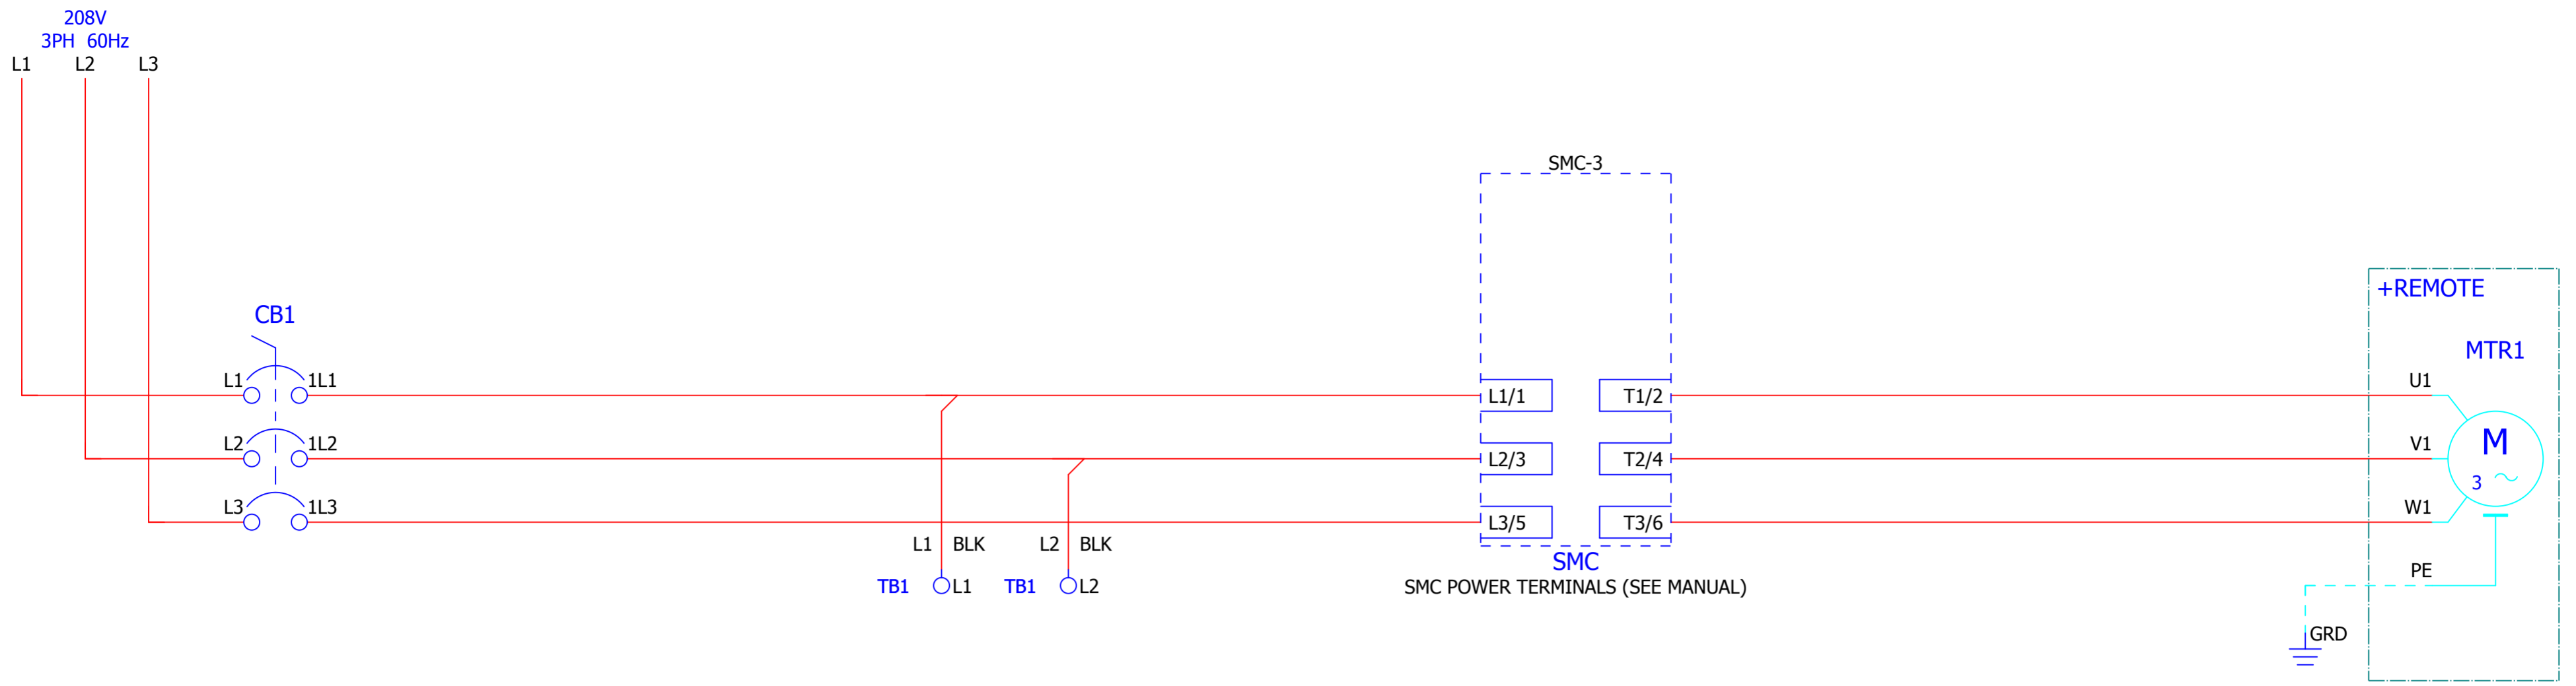 208V
3PH 60Hz
L1 L2 L3
SMC-3
+REMOTE
CB1
MTR1
L1 1L1
L1/1 T1/2
U1
L2 1L2
L2/3 T2/4
V1
M
3
L3 1L3
L3/5 T3/6
W1
L1 BLK L2 BLK
SMC
TB1 L1 TB1 L2
SMC POWER TERMINALS (SEE MANUAL)
PE
GRD